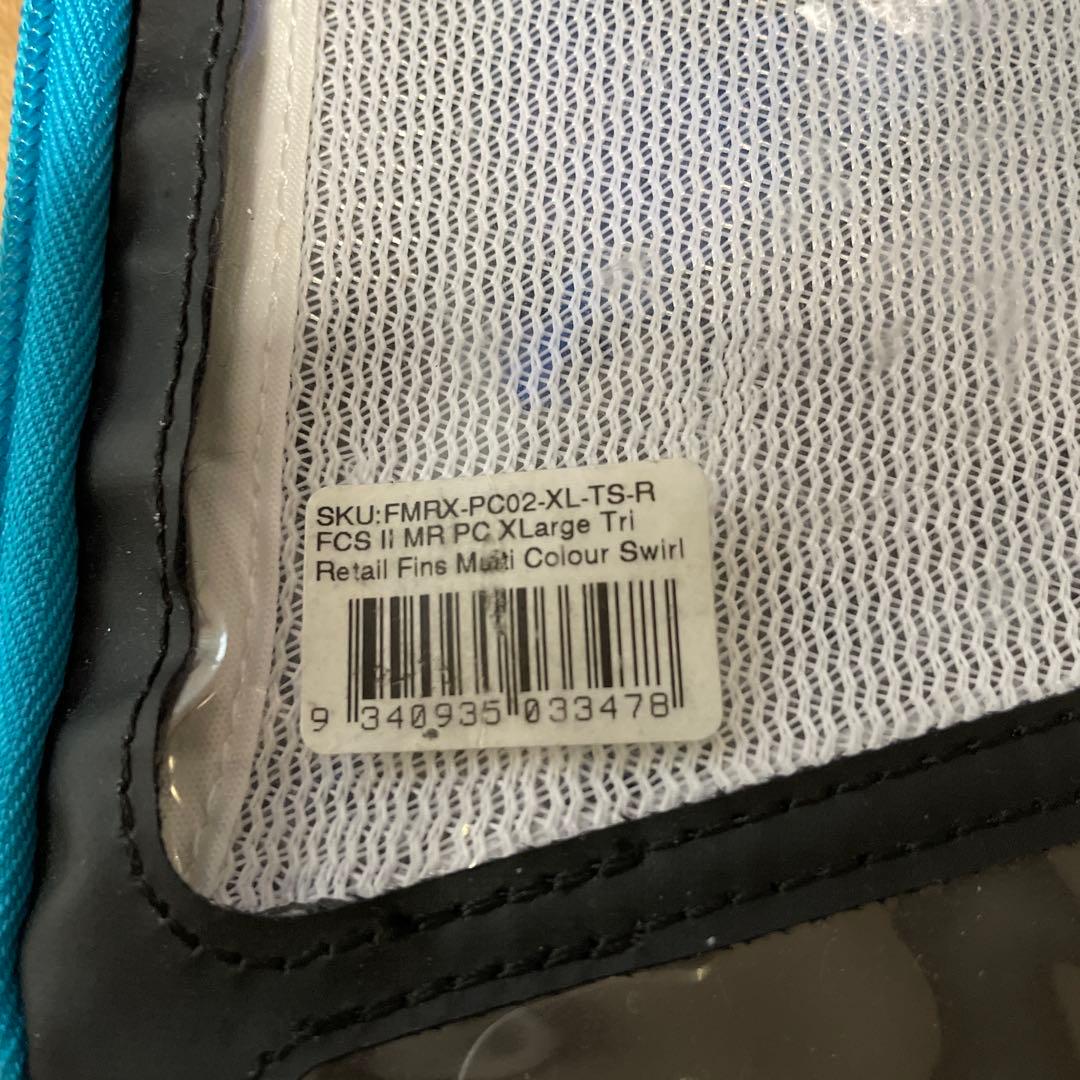 SKU:FMRX-PC02-XL-TS-R
FCS II MR PC XLarge Tri
Retail Fins Multi Colour Swirl
9 340935 033478